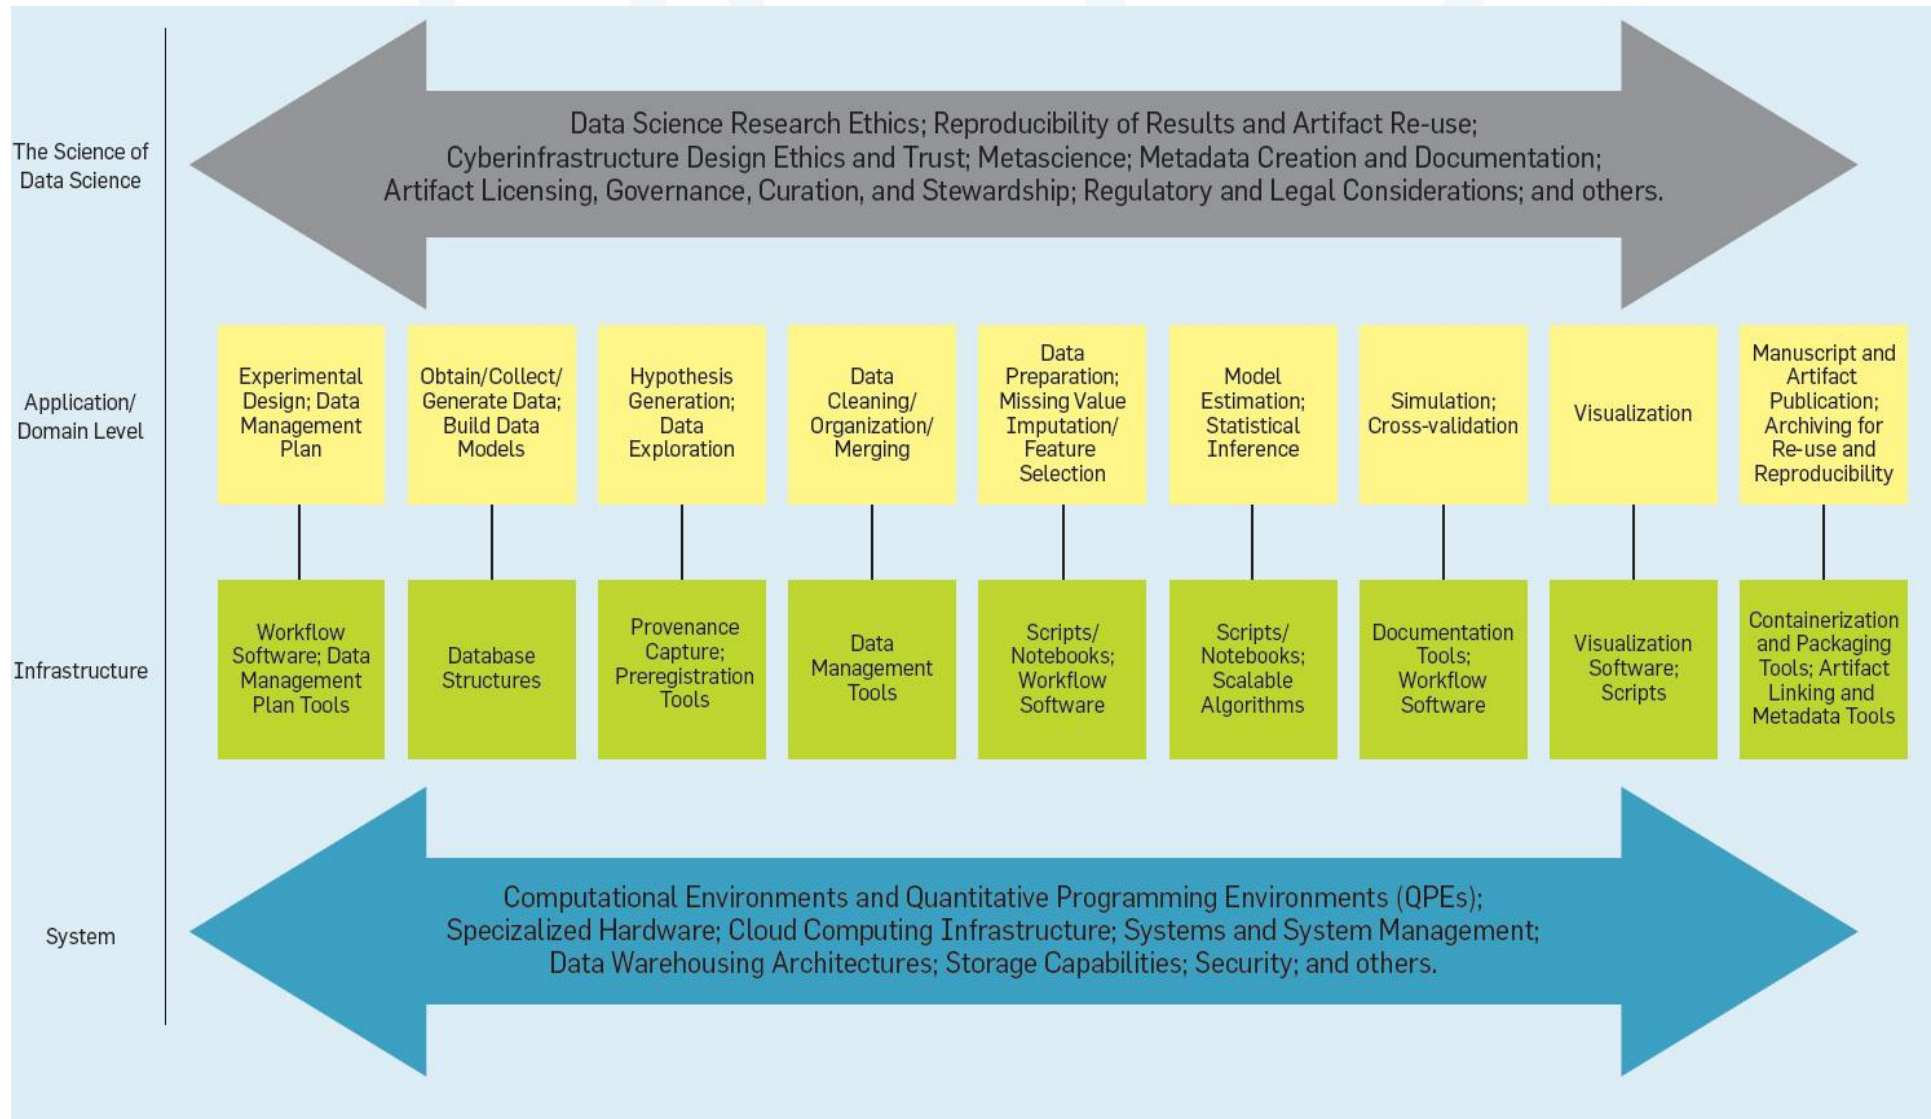 The Science of
Data Science
Data Science Research Ethics; Reproducibility of Results and Artifact Re-use;
Cyberinfrastructure Design Ethics and Trust; Metascience; Metadata Creation and Documentation;
Artifact Licensing, Governance, Curation, and Stewardship; Regulatory and Legal Considerations; and others.
Application/
Domain Level
Experimental
Design; Data
Management
Plan
Obtain/Collect/
Generate Data;
Build Data
Models
Hypothesis
Generation;
Data
Exploration
Data
Cleaning/
Organization/
Merging
Data
Preparation;
Missing Value
Imputation/
Feature
Selection
Model
Estimation;
Statistical
Inference
Simulation;
Cross-validation
Visualization
Manuscript and
Artifact
Publication;
Archiving for
Re-use and
Reproducibility
Infrastructure
Workflow
Software; Data
Management
Plan Tools
Database
Structures
Provenance
Capture;
Preregistration
Tools
Data
Management
Tools
Scripts/
Notebooks;
Workflow
Software
Scripts/
Notebooks;
Scalable
Algorithms
Documentation
Tools;
Workflow
Software
Visualization
Software;
Scripts
Containerization
and Packaging
Tools; Artifact
Linking and
Metadata Tools
System
Computational Environments and Quantitative Programming Environments (QPEs);
Specizalized Hardware; Cloud Computing Infrastructure; Systems and System Management;
Data Warehousing Architectures; Storage Capabilities; Security; and others.